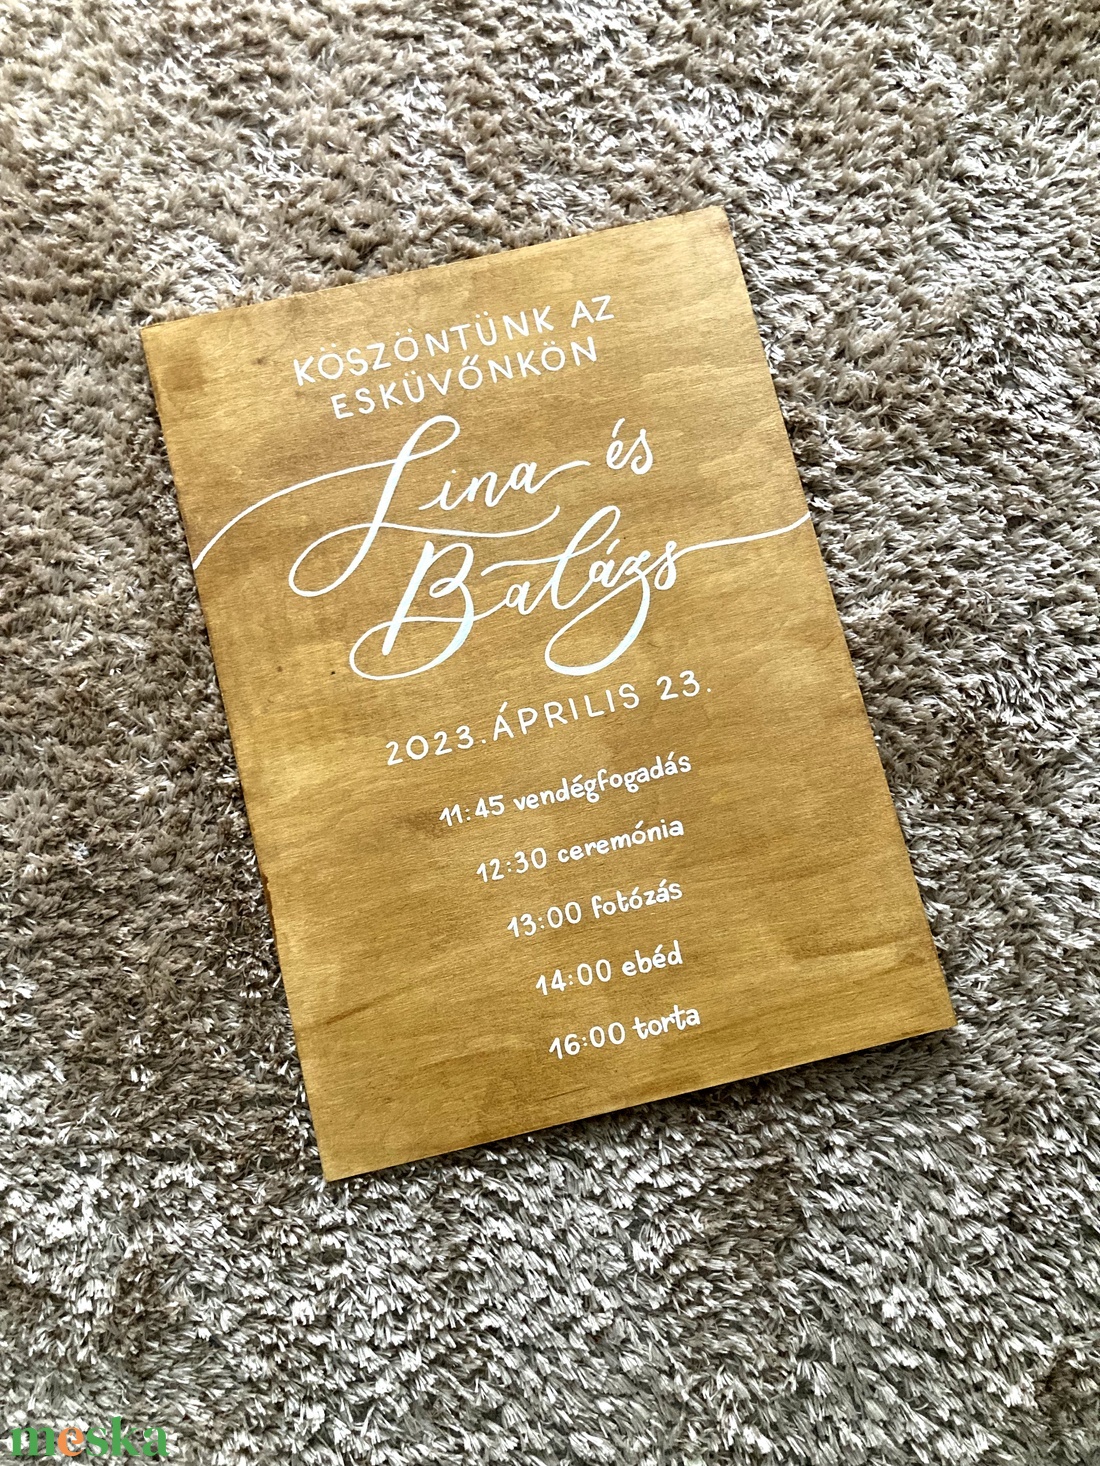 KÖSZÖNTÜNK AZ
ESKÜVŐNKÖN
Lina és
Balázs
2023. ÁPRILIS 23.
11:45 vendégfogadás
12:30 ceremónia
13:00 fotózás
14:00 ebéd
16:00 torta
meska